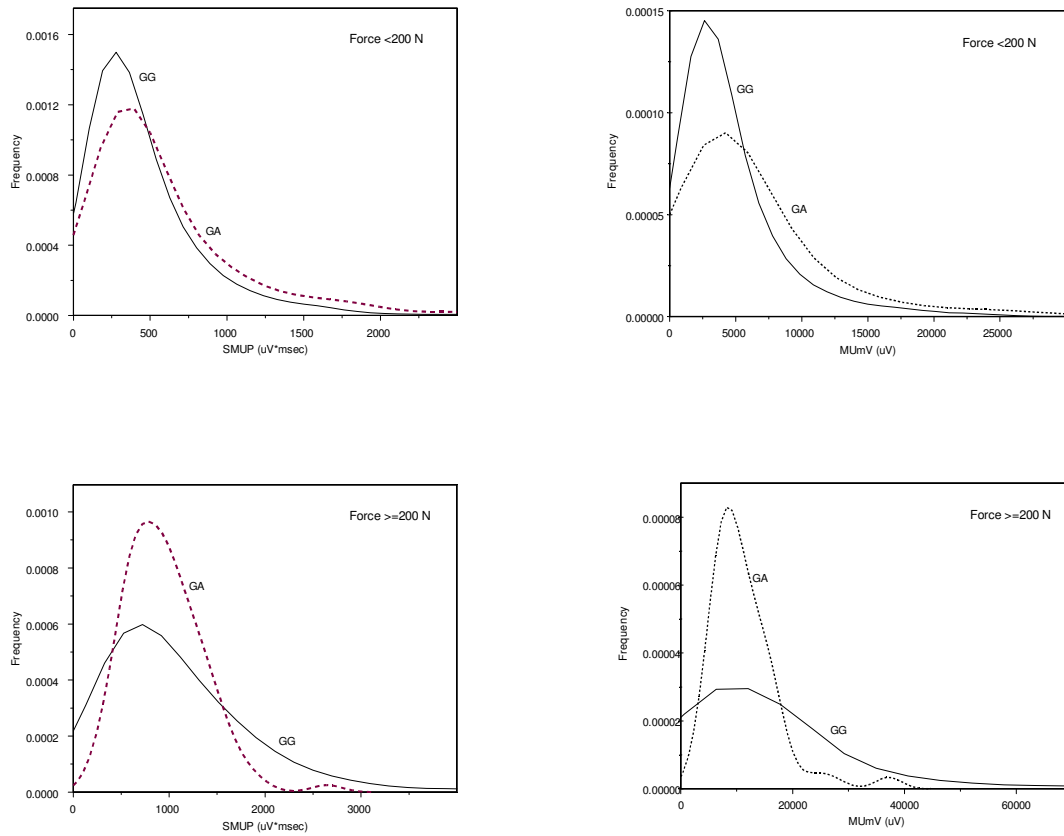 Force <200 N
GG
GA
Frequency
0.0016
0.0012
0.0008
0.0004
0.0000
0 500 1000 1500 2000
SMUP (uV*msec)
Force <200 N
GG
GA
Frequency
0.00015
0.00010
0.00005
0.00000
0 5000 10000 15000 20000 25000
MUmV (uV)
Force >=200 N
GA
GG
Frequency
0.0010
0.0008
0.0006
0.0004
0.0002
0.0000
0 1000 2000 3000
SMUP (uV*msec)
Force >=200 N
GA
GG
Frequency
0.00008
0.00006
0.00004
0.00002
0.00000
0 20000 40000 60000
MUmV (uV)